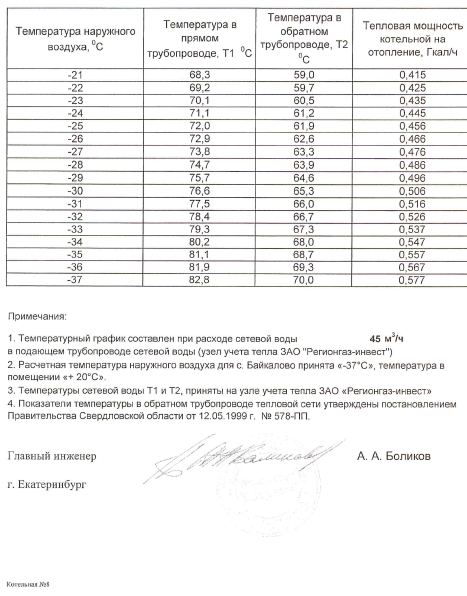 Температура наружного воздуха, ⁰С | Температура в прямом трубопроводе, Т1 ⁰С | Температура в обратном трубопроводе, Т2 ⁰С | Тепловая мощность котельной на отопление, Гкал/ч
-21 68,3 59,0 0,415
-22 69,2 59,7 0,425
-23 70,1 60,5 0,435
-24 71,1 61,2 0,445
-25 72,0 61,9 0,456
-26 72,9 62,6 0,466
-27 73,8 63,3 0,476
-28 74,7 63,9 0,486
-29 75,7 64,6 0,496
-30 76,6 65,3 0,506
-31 77,5 66,0 0,516
-32 78,4 66,7 0,526
-33 79,3 67,3 0,537
-34 80,2 68,0 0,547
-35 81,1 68,7 0,557
-36 81,9 69,3 0,567
-37 82,8 70,0 0,577
Примечания:
1. Температурный график составлен при расходе сетевой воды 45 м³/ч
в подающем трубопроводе сетевой воды (узел учета тепла ЗАО "Регионгаз-инвест")
2. Расчетная температура наружного воздуха для с. Байкалово принята «-37°С», температура в
помещении «+ 20°С».
3. Температуры сетевой воды Т1 и Т2, приняты на узле учета тепла ЗАО «Регионгаз-инвест»
4. Показатели температуры в обратном трубопроводе тепловой сети утверждены постановлением
Правительства Свердловской области от 12.05.1999 г. № 578-ПП.
Главный инженер А. А. Боликов
г. Екатеринбург
Котельная №8